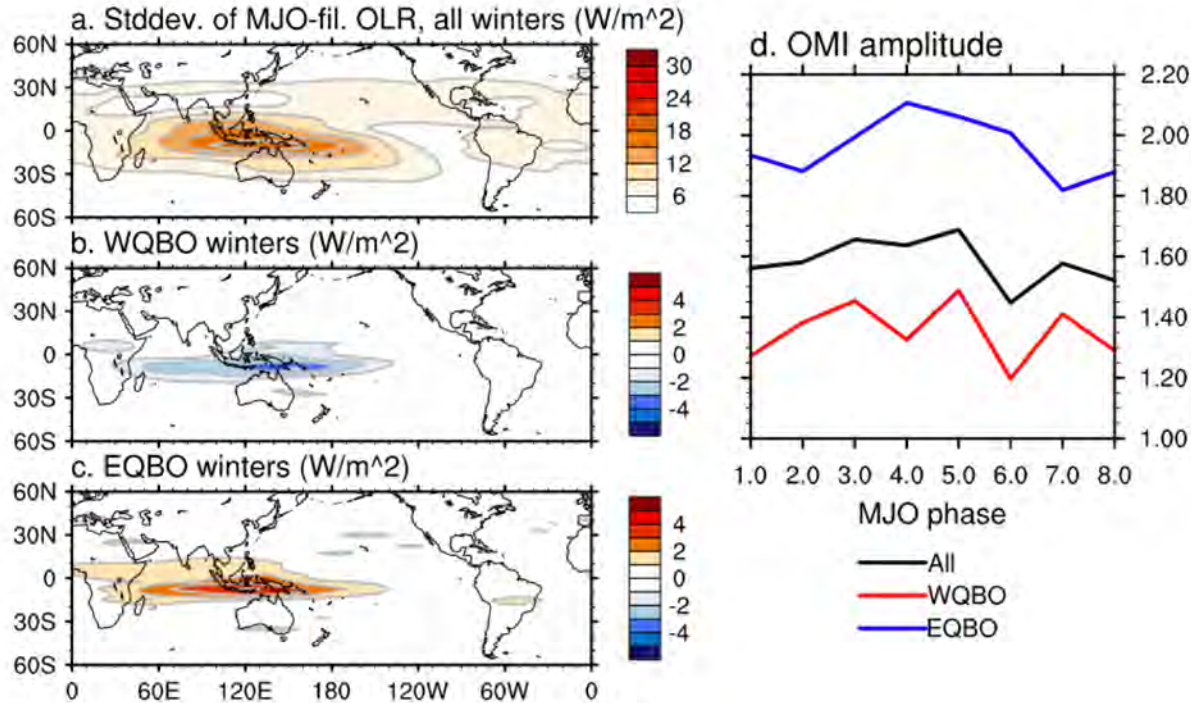 a. Stddev. of MJO-fil. OLR, all winters (W/m^2)
60N
30N
0
30S
60S
30
24
18
12
6
b. WQBO winters (W/m^2)
60N
30N
0
30S
60S
4
2
0
-2
-4
c. EQBO winters (W/m^2)
60N
30N
0
30S
60S
4
2
0
-2
-4
0 60E 120E 180 120W 60W 0
d. OMI amplitude
2.20
2.00
1.80
1.60
1.40
1.20
1.00
1.0 2.0 3.0 4.0 5.0 6.0 7.0 8.0
MJO phase
All
WQBO
EQBO